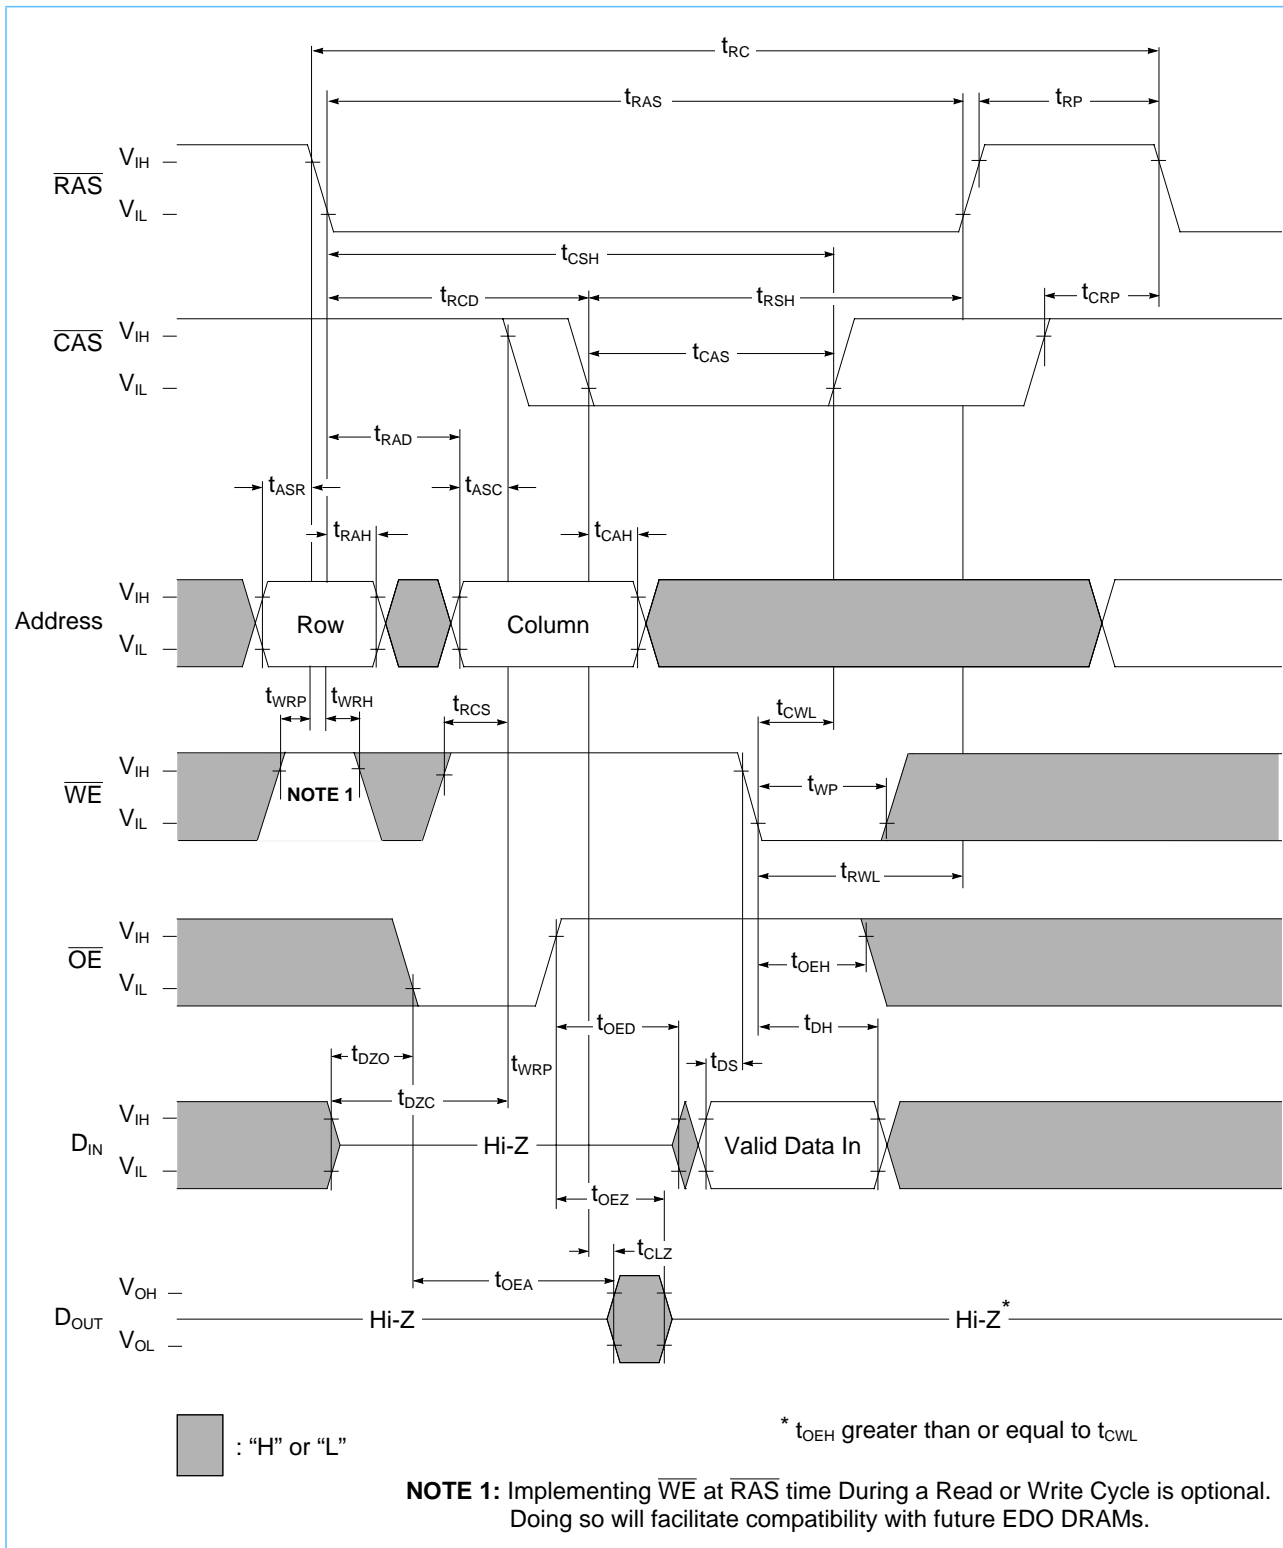 tRC
tRAS
tRP
RAS
VIH
VIL
tCSH
tRCD
tRSH
tCRP
CAS
VIH
VIL
tCAS
tRAD
tASR
tASC
tRAH
tCAH
Address
VIH
VIL
Row
Column
tWRP
tWRH
tRCS
tCWL
WE
VIH
VIL
NOTE 1
tWP
tRWL
OE
VIH
VIL
tOEH
tOED
tDH
tDZO
tWRP
tDS
tDZC
DIN
VIH
VIL
Hi-Z
Valid Data In
tOEZ
tCLZ
tOEA
DOUT
VOH
VOL
Hi-Z
Hi-Z*
: “H” or “L”
* tOEH greater than or equal to tCWL
NOTE 1: Implementing WE at RAS time During a Read or Write Cycle is optional.
Doing so will facilitate compatibility with future EDO DRAMs.